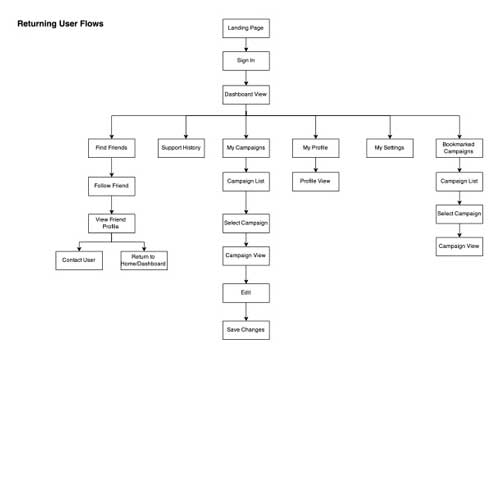 Returning User Flows
Landing Page
Sign In
Dashboard View
Find Friends
Support History
My Campaigns
My Profile
My Settings
Bookmarked
Campaigns
Follow Friend
Campaign List
Profile View
Campaign List
View Friend
Profile
Select Campaign
Select Campaign
Contact User
Return to
Home/Dashboard
Campaign View
Campaign View
Edit
Save Changes